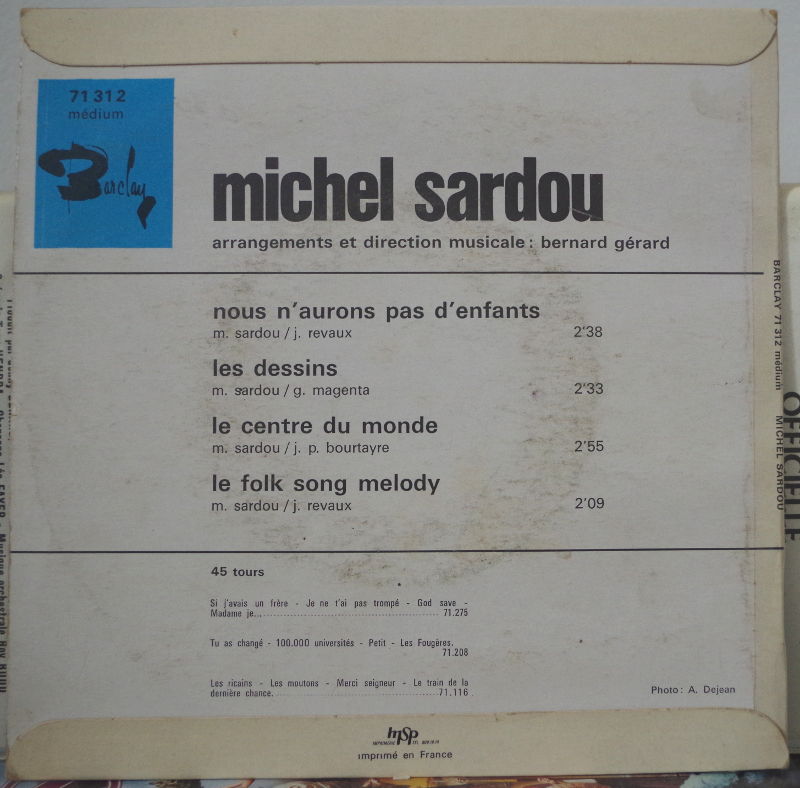 71 312
médium
Barclay
michel sardou
arrangements et direction musicale : bernard gérard
nous n'aurons pas d'enfants
m. sardou / j. revaux 2'38
les dessins
m. sardou / g. magenta 2'33
le centre du monde
m. sardou / j. p. bourtayre 2'55
le folk song melody
m. sardou / j. revaux 2'09
45 tours
Si j'avais un frère - Je ne t'ai pas trompé - God save -
Madame je... 71.275
Tu as changé - 100.000 universités - Petit - Les Fougères.
71.208
Les ricains - Les moutons - Merci seigneur - Le train de la
dernière chance. 71.116
Photo : A. Dejean
imprimé en France
BARCLAY 71 312 médium MICHEL SARDOU
OFFICIELLE